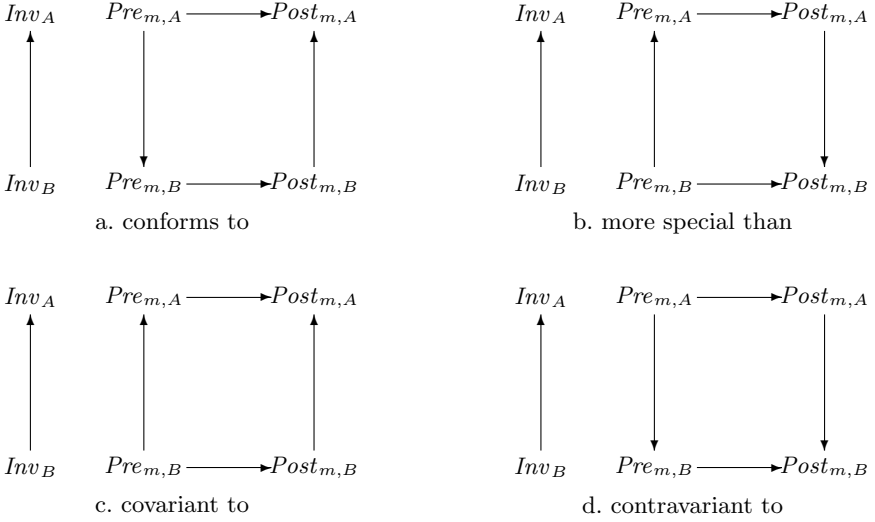 Inv_A Pre_{m,A} Post_{m,A} Inv_A Pre_{m,A} Post_{m,A}
Inv_B Pre_{m,B} Post_{m,B} Inv_B Pre_{m,B} Post_{m,B}
a. conforms to b. more special than
Inv_A Pre_{m,A} Post_{m,A} Inv_A Pre_{m,A} Post_{m,A}
Inv_B Pre_{m,B} Post_{m,B} Inv_B Pre_{m,B} Post_{m,B}
c. covariant to d. contravariant to